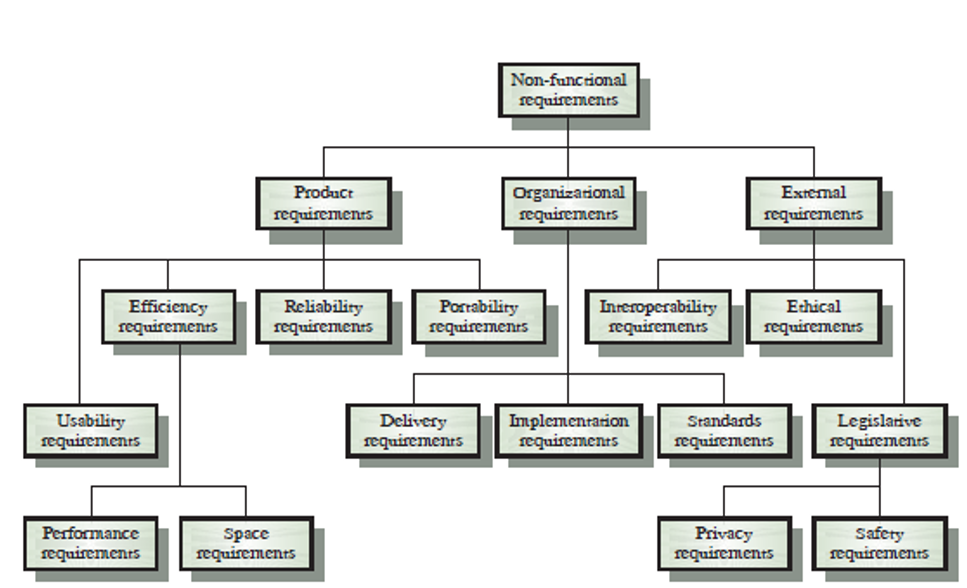 Non-functional
requirements
Product
requirements
Organizational
requirements
External
requirements
Efficiency
requirements
Reliability
requirements
Portability
requirements
Interoperability
requirements
Ethical
requirements
Usability
requirements
Delivery
requirements
Implementation
requirements
Standards
requirements
Legislative
requirements
Performance
requirements
Space
requirements
Privacy
requirements
Safety
requirements